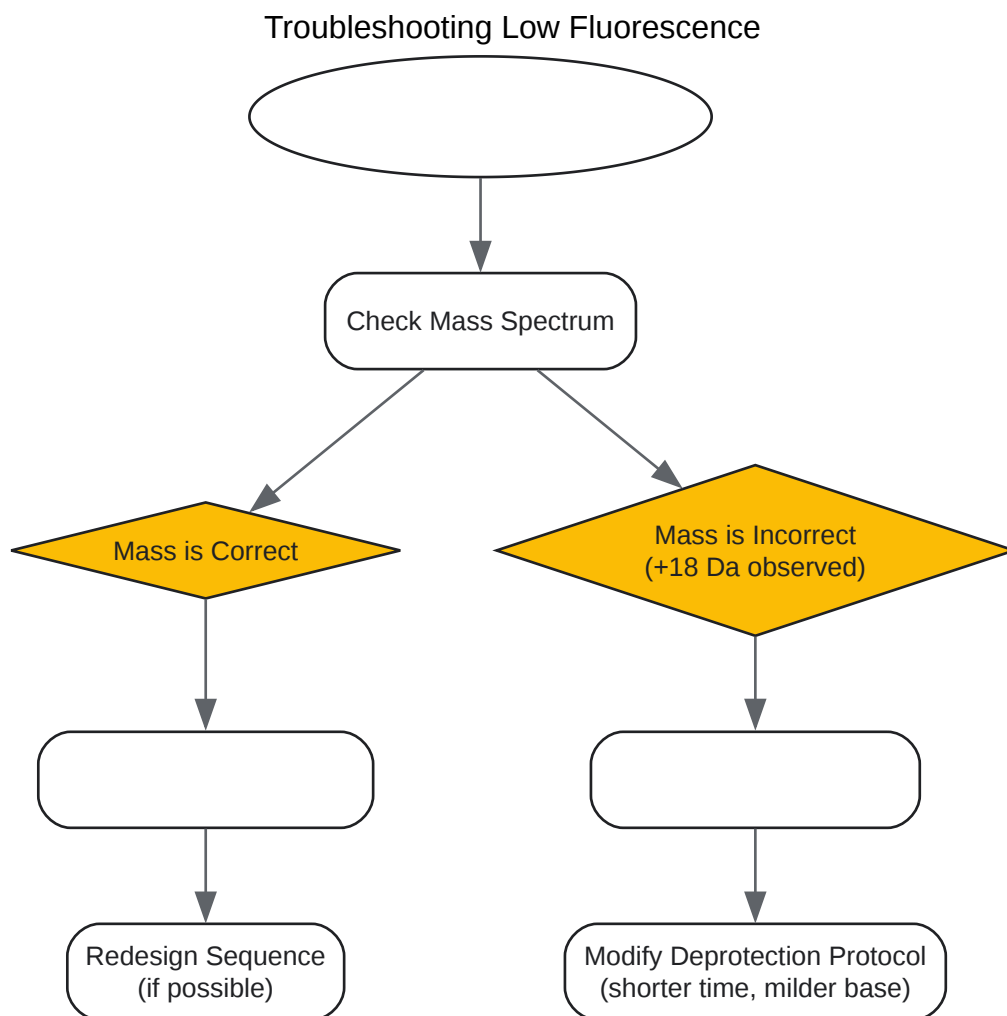 Troubleshooting Low Fluorescence
Check Mass Spectrum
Mass is Correct
Mass is Incorrect
(+18 Da observed)
Redesign Sequence
(if possible)
Modify Deprotection Protocol
(shorter time, milder base)